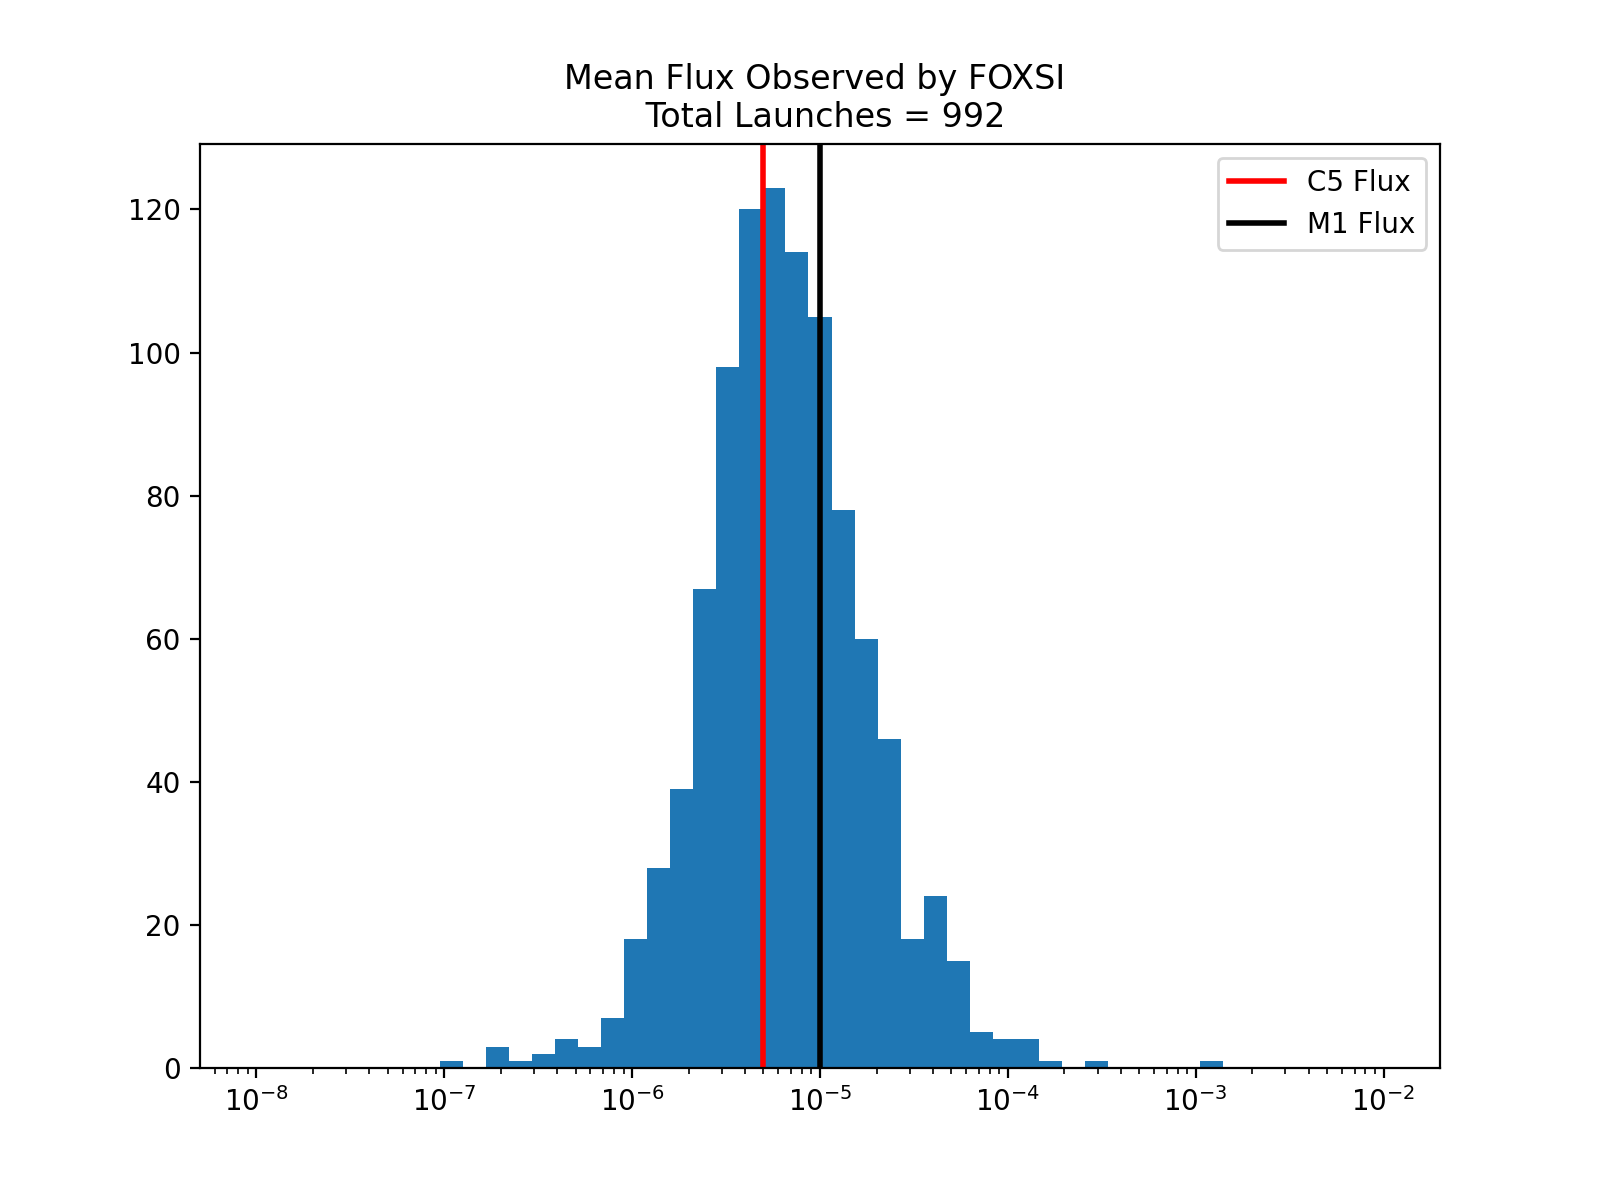 Mean Flux Observed by FOXSI
Total Launches = 992
C5 Flux
M1 Flux
120
100
80
60
40
20
0
10⁻⁸ 10⁻⁷ 10⁻⁶ 10⁻⁵ 10⁻⁴ 10⁻³ 10⁻²